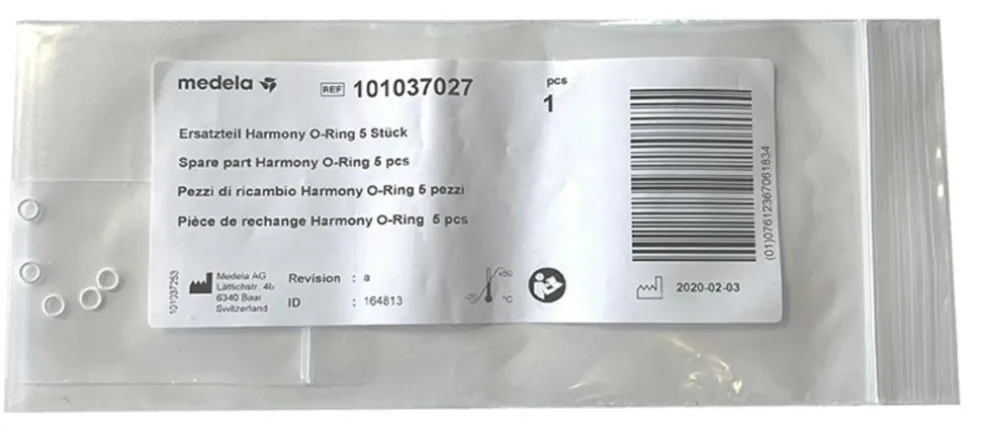 medela
REF 101037027
pcs
1
Ersatzteil Harmony O-Ring 5 Stück
Spare part Harmony O-Ring 5 pcs
Pezzi di ricambio Harmony O-Ring 5 pezzi
Pièce de rechange Harmony O-Ring 5 pcs
(01)07612367061834
101037253
Medela AG
Lättichstr. 4b
6340 Baar
Switzerland
Revision : a
ID : 164813
-20
+50
°C
2020-02-03